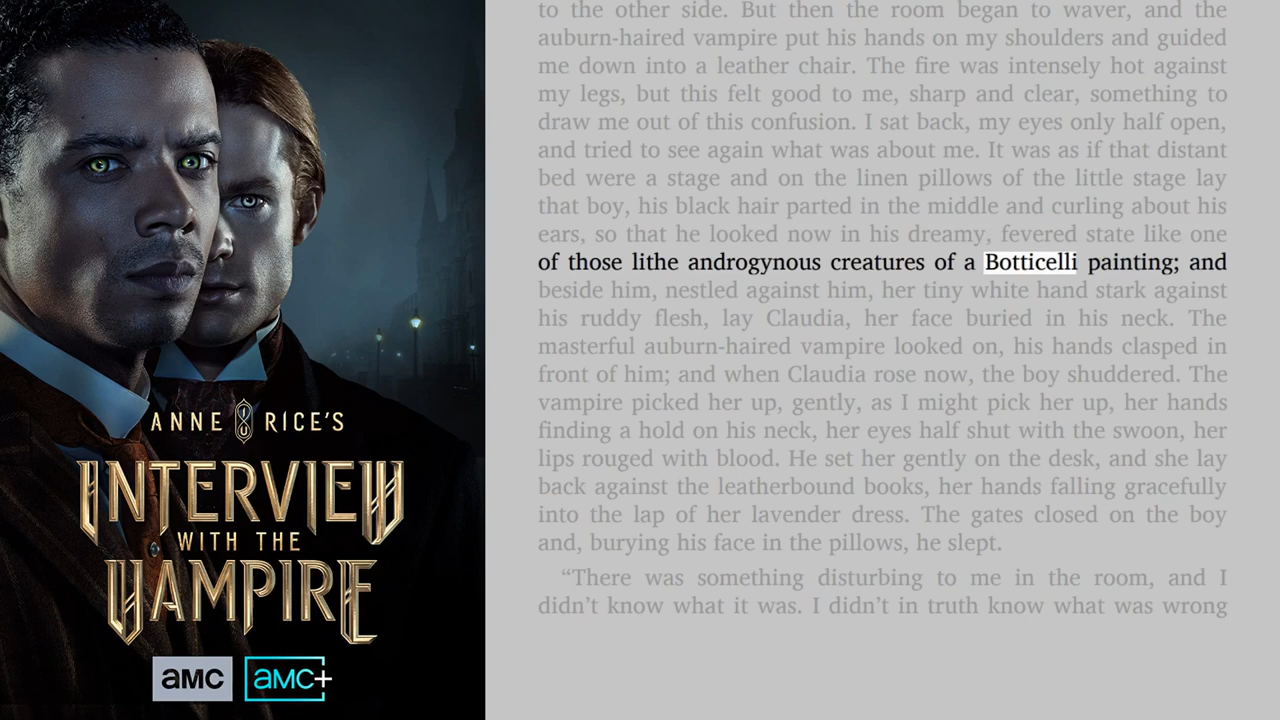 ANNE RICE'S
INTERVIEW
WITH THE
VAMPIRE
amc
amc+
to the other side. But then the room began to waver, and the
auburn-haired vampire put his hands on my shoulders and guided
me down into a leather chair. The fire was intensely hot against
my legs, but this felt good to me, sharp and clear, something to
draw me out of this confusion. I sat back, my eyes only half open,
and tried to see again what was about me. It was as if that distant
bed were a stage and on the linen pillows of the little stage lay
that boy, his black hair parted in the middle and curling about his
ears, so that he looked now in his dreamy, fevered state like one
of those lithe androgynous creatures of a Botticelli painting; and
beside him, nestled against him, her tiny white hand stark against
his ruddy flesh, lay Claudia, her face buried in his neck. The
masterful auburn-haired vampire looked on, his hands clasped in
front of him; and when Claudia rose now, the boy shuddered. The
vampire picked her up, gently, as I might pick her up, her hands
finding a hold on his neck, her eyes half shut with the swoon, her
lips rouged with blood. He set her gently on the desk, and she lay
back against the leatherbound books, her hands falling gracefully
into the lap of her lavender dress. The gates closed on the boy
and, burying his face in the pillows, he slept.
“There was something disturbing to me in the room, and I
didn’t know what it was. I didn’t in truth know what was wrong